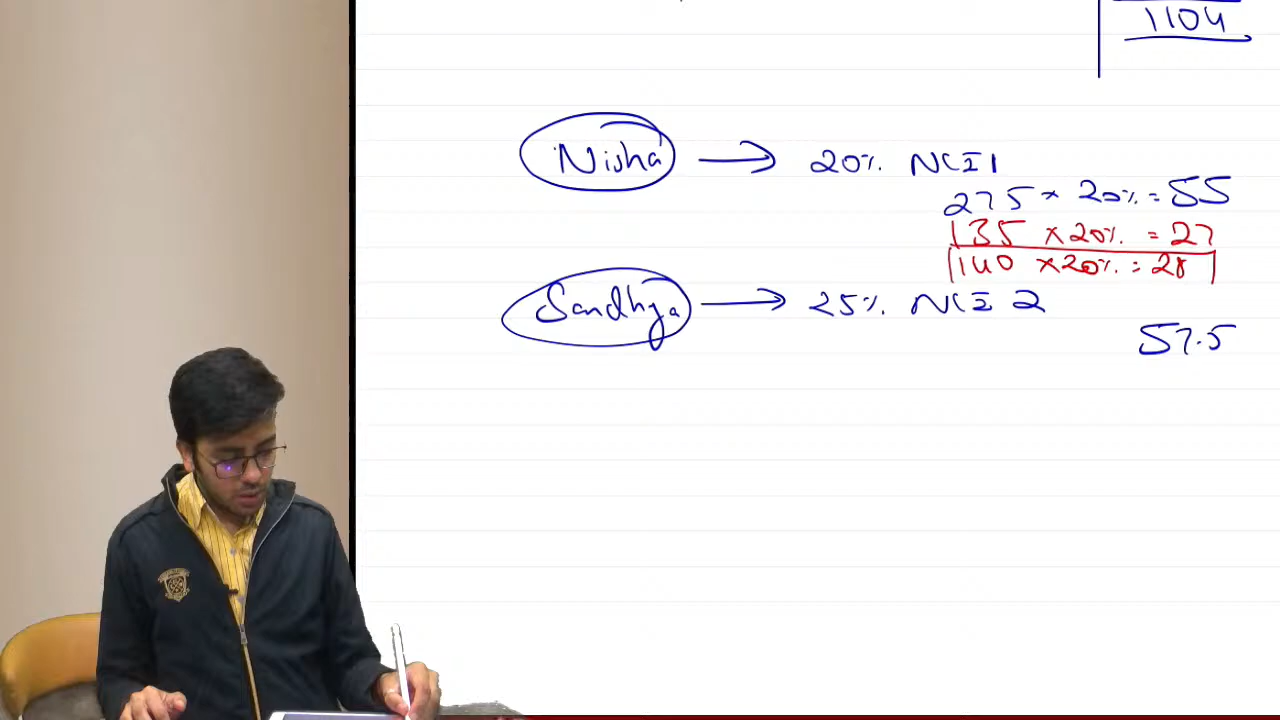 1104
Nisha → 20% NCI 1
275 × 20% = 55
135 × 20% = 27
140 × 20% = 28
Sandhya → 25% NCI 2
57.5